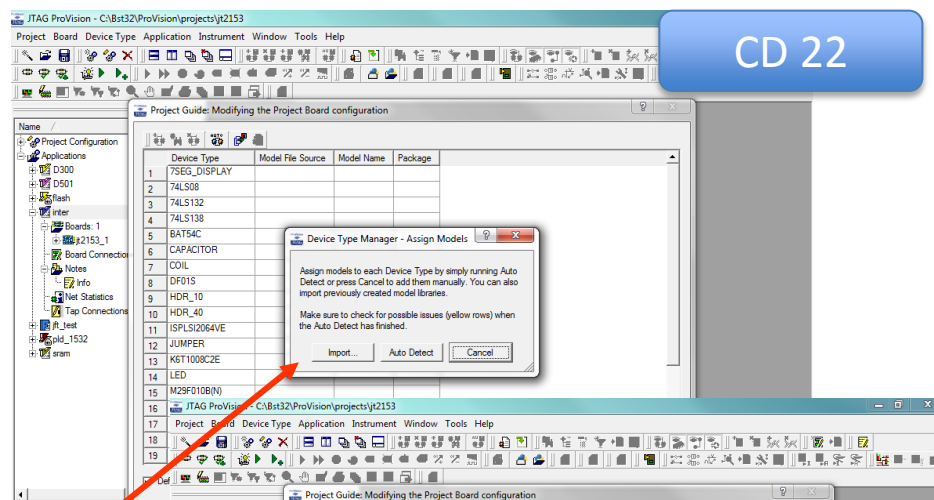 JTAG ProVision - C:\Bst32\ProVision\projects\jt2153
Project Board Device Type Application Instrument Window Tools Help
CD 22
Project Guide: Modifying the Project Board configuration
Name /
Project Configuration
Applications
D300
D501
flash
inter
Boards: 1
jt2153_1
Board Connection
Notes
Info
Net Statistics
Tap Connections
jft_test
pld_1532
sram
Device Type Model File Source Model Name Package
1 7SEG_DISPLAY
2 74LS08
3 74LS132
4 74LS138
5 BAT54C
6 CAPACITOR
7 COIL
8 DF01S
9 HDR_10
10 HDR_40
11 ISPLSI2064VE
12 JUMPER
13 K6T1008C2E
14 LED
15 M29F010B(N)
16
17
18
19
Device Type Manager - Assign Models
Assign models to each Device Type by simply running Auto
Detect or press Cancel to add them manually. You can also
import previously created model libraries.
Make sure to check for possible issues (yellow rows) when
the Auto Detect has finished.
Import... Auto Detect Cancel
JTAG ProVision - C:\Bst32\ProVision\projects\jt2153
Project Board Device Type Application Instrument Window Tools Help
Def
Project Guide: Modifying the Project Board configuration